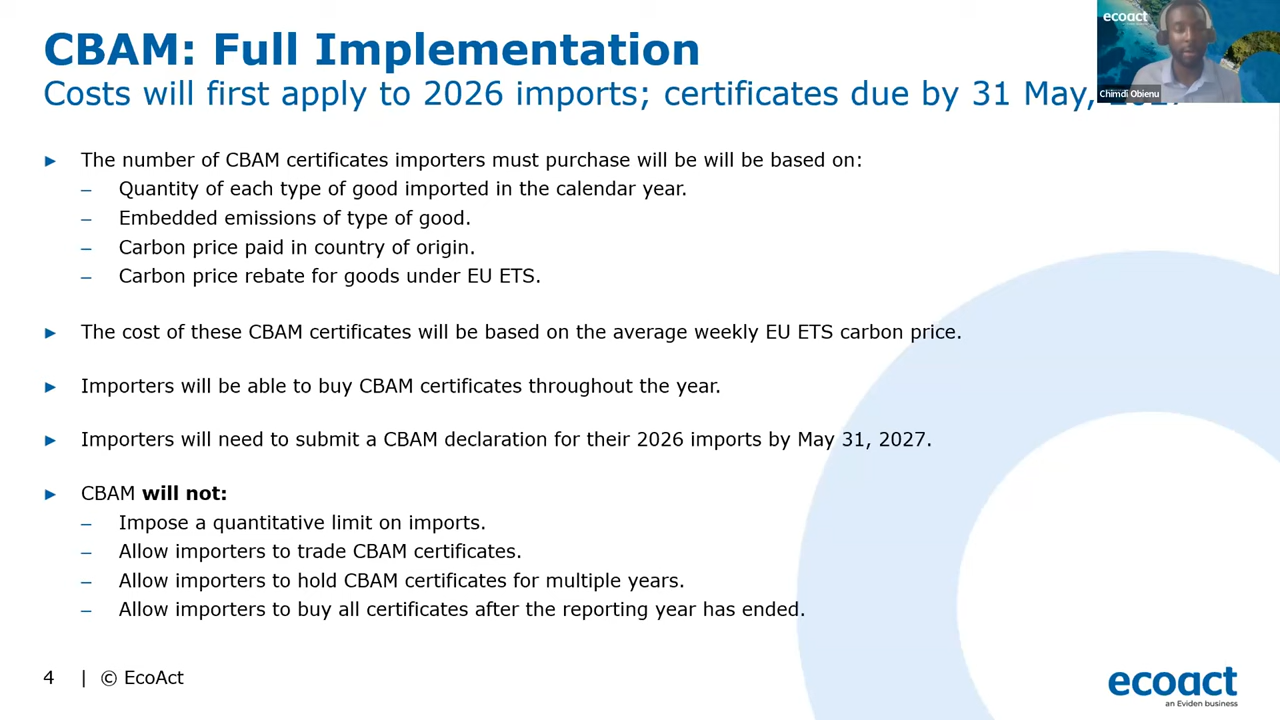 CBAM: Full Implementation
Costs will first apply to 2026 imports; certificates due by 31 May,
ecoact
Chimdi Obienu
► The number of CBAM certificates importers must purchase will be will be based on:
– Quantity of each type of good imported in the calendar year.
– Embedded emissions of type of good.
– Carbon price paid in country of origin.
– Carbon price rebate for goods under EU ETS.
► The cost of these CBAM certificates will be based on the average weekly EU ETS carbon price.
► Importers will be able to buy CBAM certificates throughout the year.
► Importers will need to submit a CBAM declaration for their 2026 imports by May 31, 2027.
► CBAM will not:
– Impose a quantitative limit on imports.
– Allow importers to trade CBAM certificates.
– Allow importers to hold CBAM certificates for multiple years.
– Allow importers to buy all certificates after the reporting year has ended.
4 | © EcoAct
ecoact
an Eviden business